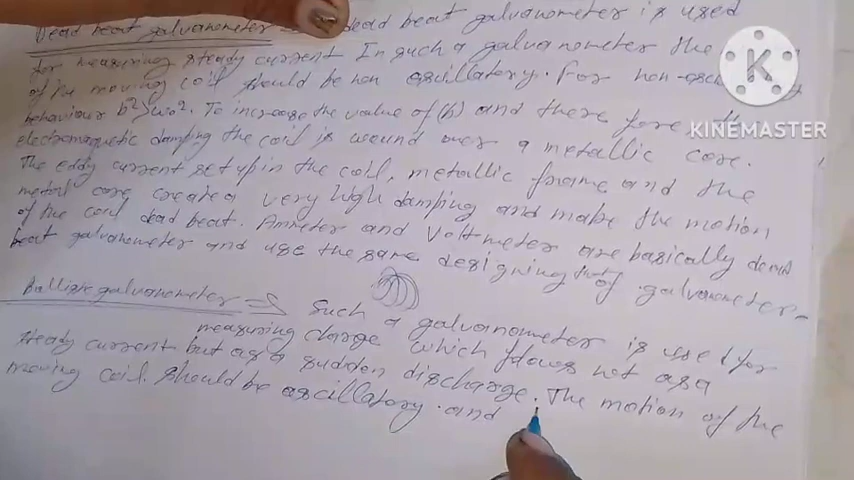 Dead beat galvanometer dead beat galvanometer is used
for measuring steady current In such a galvanometer the
of the moving coil should be non oscillatory. For non-
behaviour b²>ω₀². To increase the value of (b) and there fore the
electromagnetic damping the coil is wound over a metallic core.
The eddy current set up in the coil, metallic frame and the
metal core create a very high damping and make the motion
of the coil dead beat. Ammeter and Voltmeter are basically dead
beat galvanometer and use the same designing of galvanometer-
Ballistic galvanometer ⇒ Such a galvanometer is used for
measuring charge which flows not as a
steady current but as a sudden discharge. The motion of the
moving coil should be oscillatory and
K
KINEMASTER